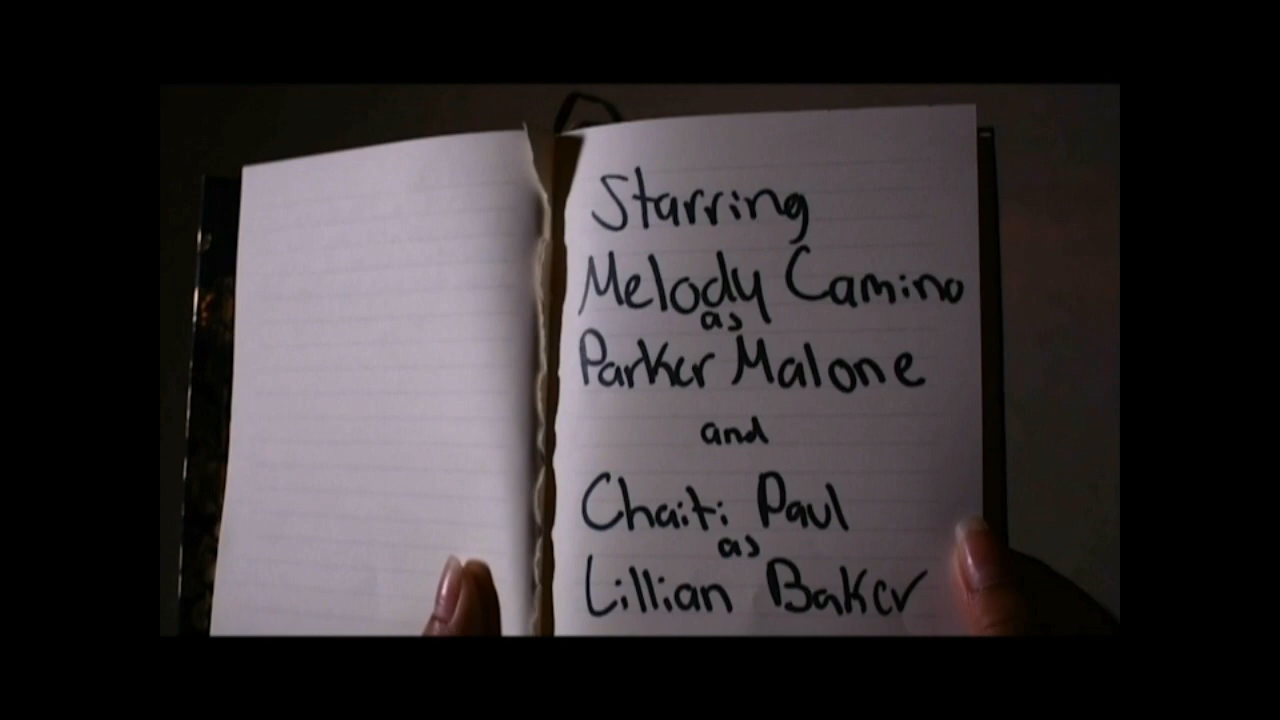 Starring
Melody Camino
as
Parker Malone
and
Chaiti Paul
as
Lillian Baker